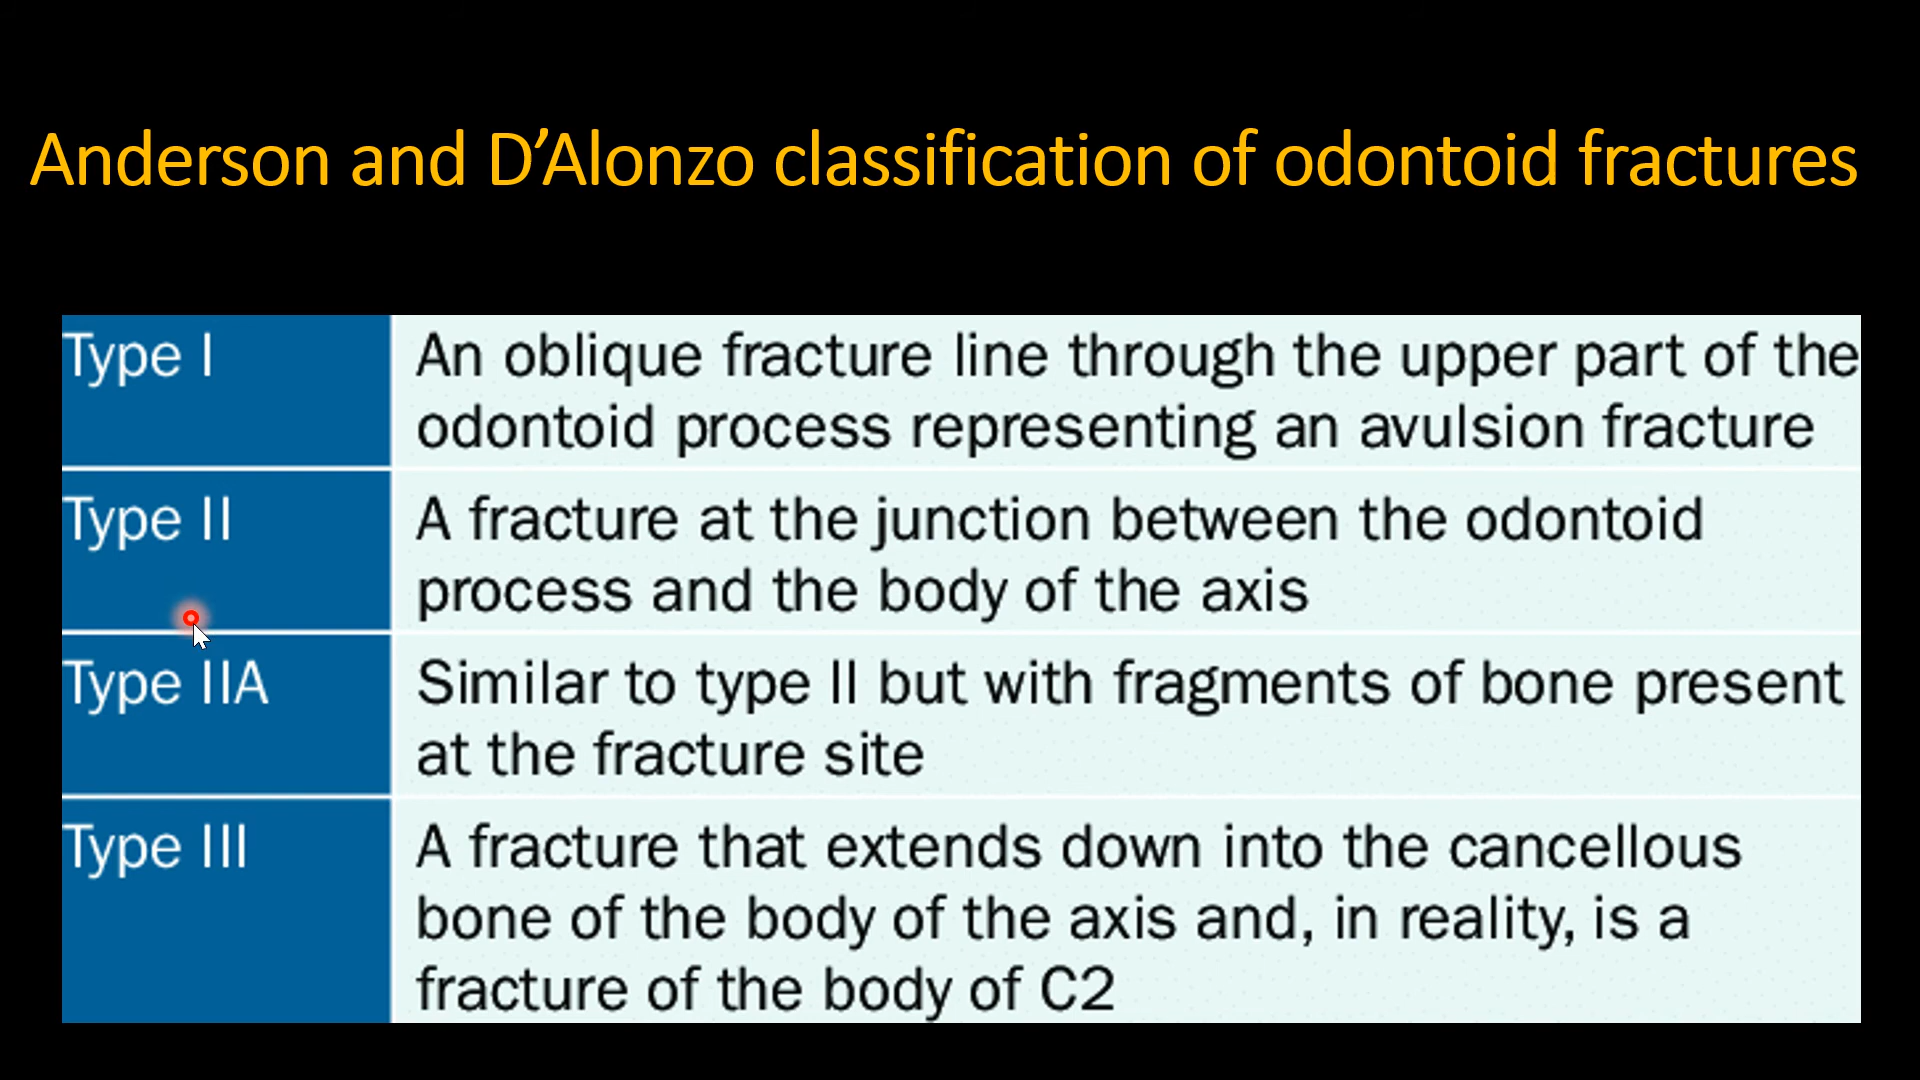 Anderson and D’Alonzo classification of odontoid fractures
Type I
An oblique fracture line through the upper part of the
odontoid process representing an avulsion fracture
Type II
A fracture at the junction between the odontoid
process and the body of the axis
Type IIA
Similar to type II but with fragments of bone present
at the fracture site
Type III
A fracture that extends down into the cancellous
bone of the body of the axis and, in reality, is a
fracture of the body of C2